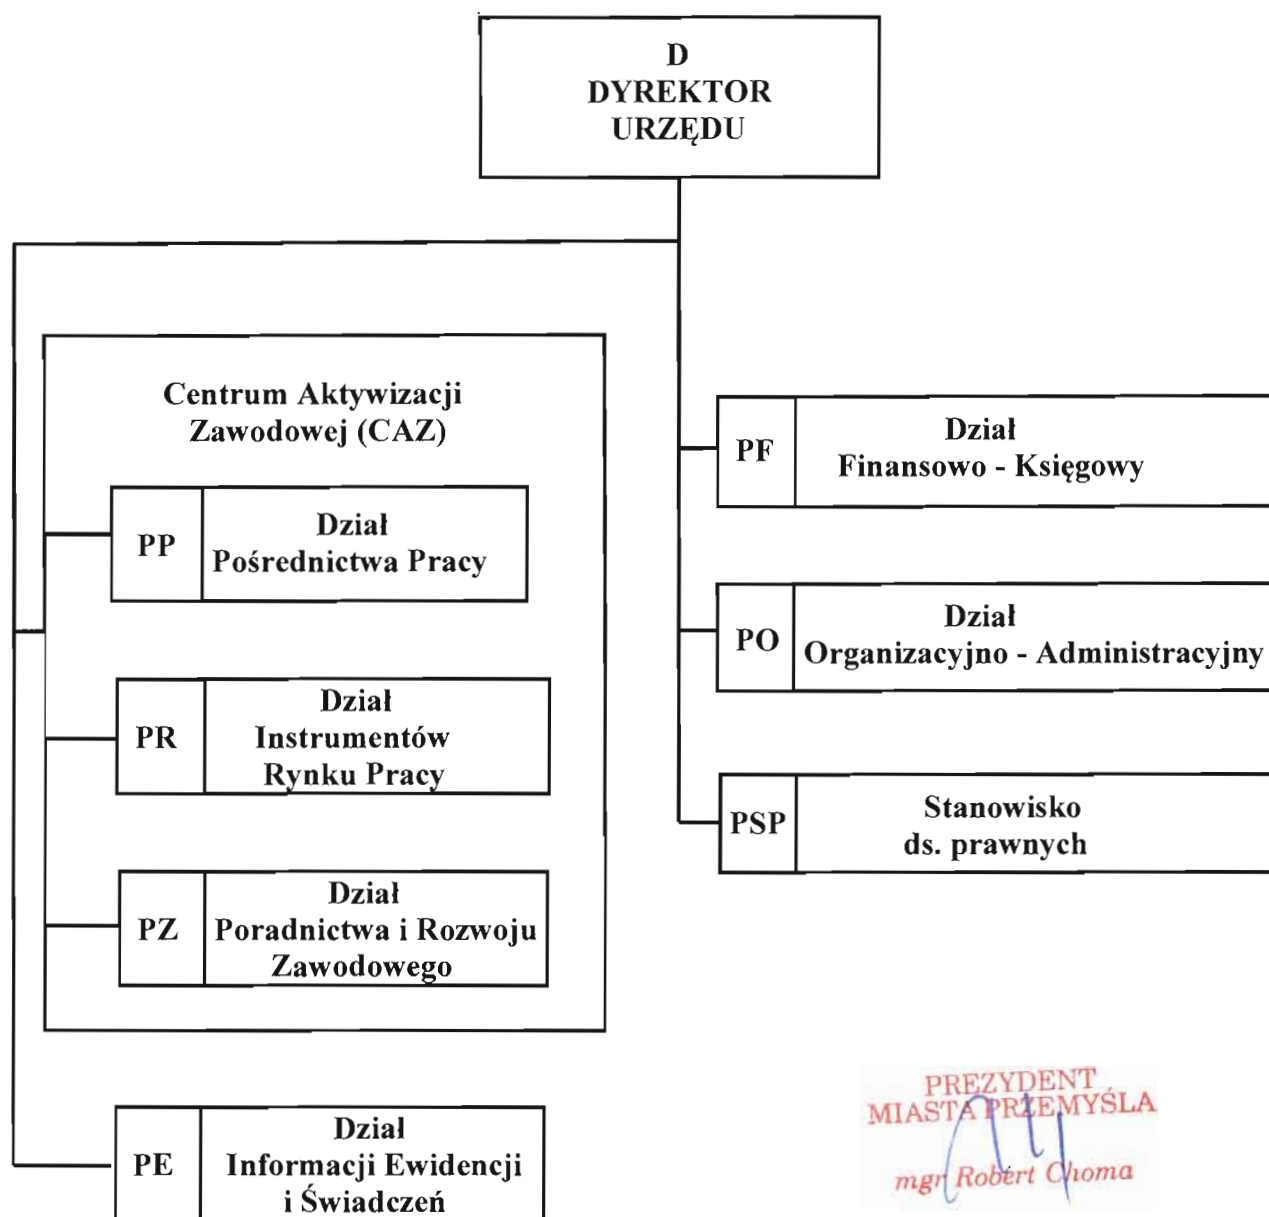 D
DYREKTOR
URZĘDU
Centrum Aktywizacji
Zawodowej (CAZ)
PP
Dział
Pośrednictwa Pracy
PR
Dział
Instrumentów
Rynku Pracy
PZ
Dział
Poradnictwa i Rozwoju
Zawodowego
PE
Dział
Informacji Ewidencji
i Świadczeń
PF
Dział
Finansowo - Księgowy
PO
Dział
Organizacyjno - Administracyjny
PSP
Stanowisko
ds. prawnych
PREZYDENT
MIASTA PRZEMYŚLA
mgr Robert Choma